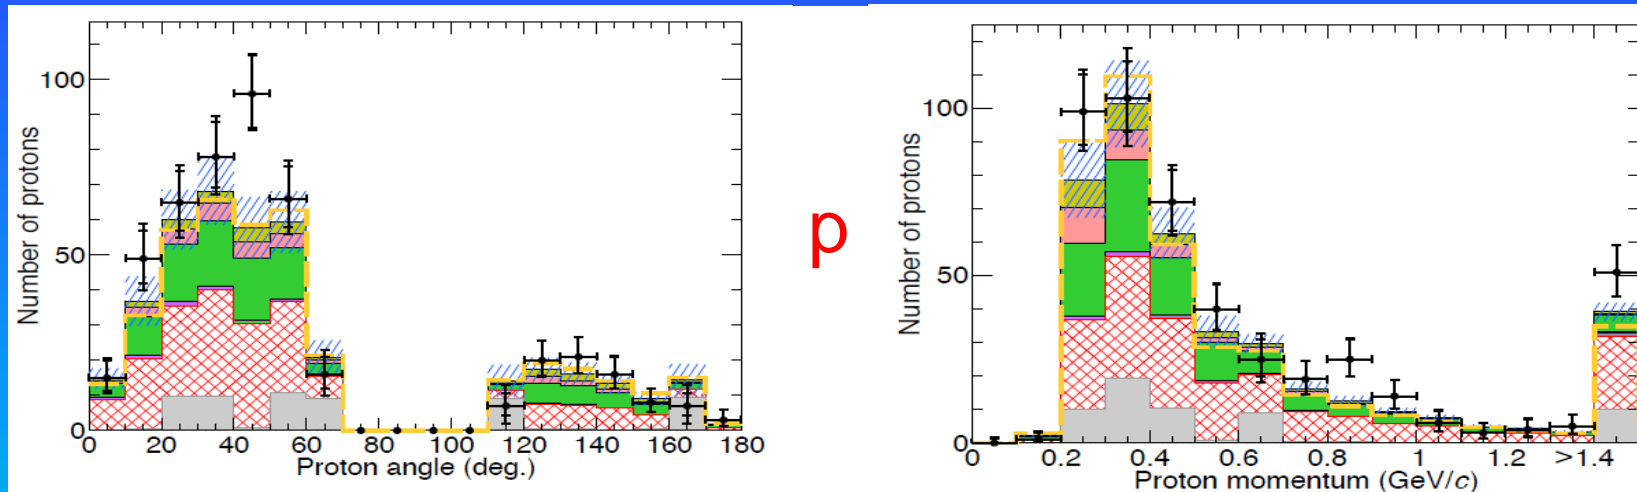 Number of protons
100
50
0
0 20 40 60 80 100 120 140 160 180
Proton angle (deg.)
p
Number of protons
100
50
0
0 0.2 0.4 0.6 0.8 1 1.2 >1.4
Proton momentum (GeV/c)